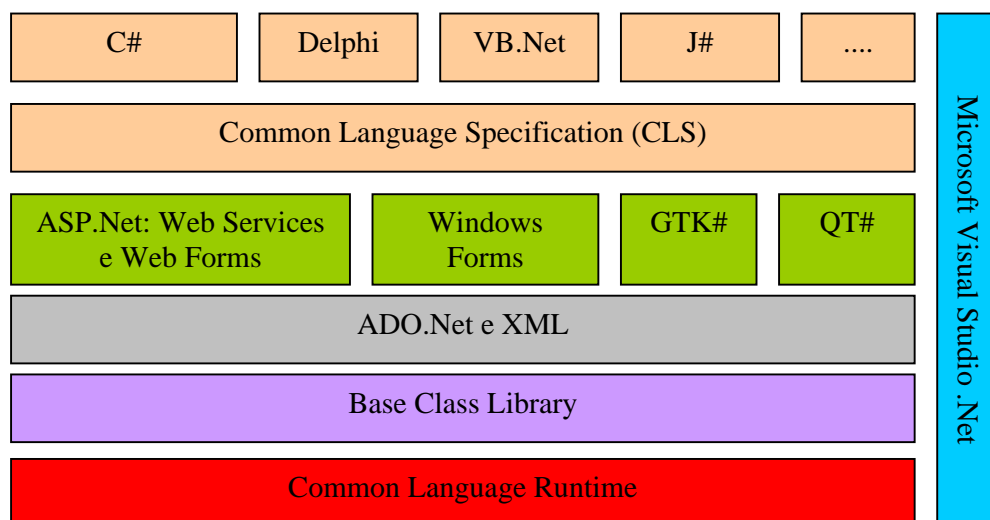 C#
Delphi
VB.Net
J#
....
Common Language Specification (CLS)
ASP.Net: Web Services
e Web Forms
Windows
Forms
GTK#
QT#
ADO.Net e XML
Base Class Library
Common Language Runtime
Microsoft Visual Studio .Net